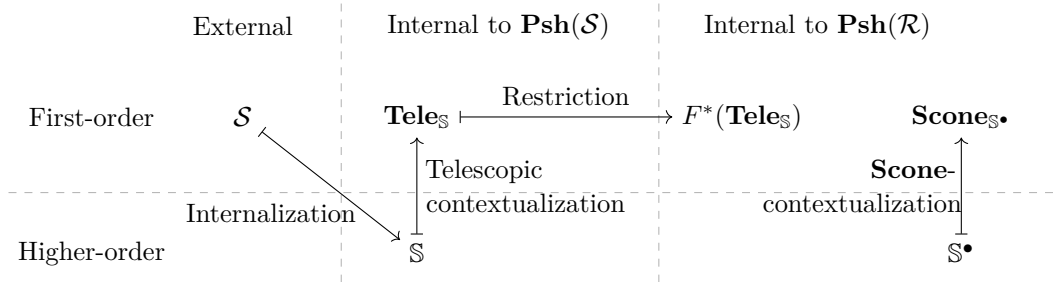 External Internal to Psh(𝒮) Internal to Psh(ℛ)
Restriction
First-order 𝒮 Tele𝕊 F*(Tele𝕊) Scone𝕊•
Telescopic Scone-
Internalization contextualization contextualization
Higher-order 𝕊 𝕊•